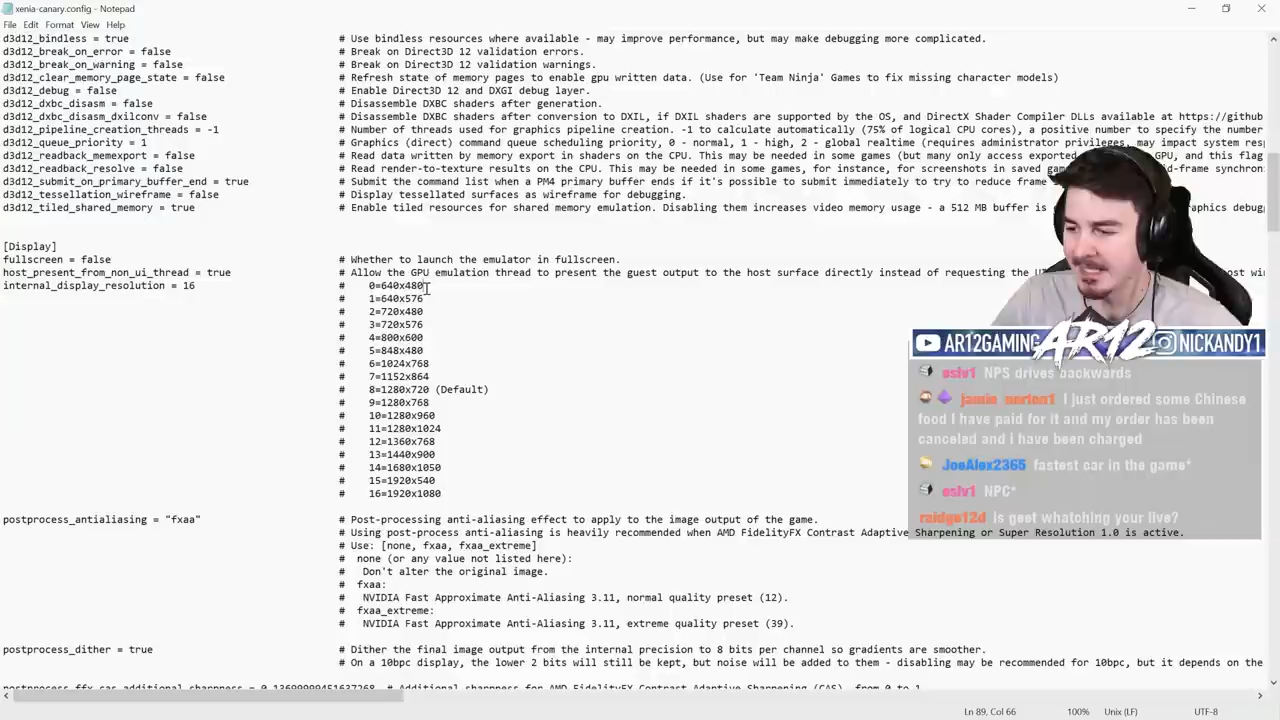 xenia-canary.config - Notepad
File Edit Format View Help
d3d12_bindless = true # Use bindless resources where available - may improve performance, but may make debugging more complicated.
d3d12_break_on_error = false # Break on Direct3D 12 validation errors.
d3d12_break_on_warning = false # Break on Direct3D 12 validation warnings.
d3d12_clear_memory_page_state = false # Refresh state of memory pages to enable gpu written data. (Use for 'Team Ninja' Games to fix missing character models)
d3d12_debug = false # Enable Direct3D 12 and DXGI debug layer.
d3d12_dxbc_disasm = false # Disassemble DXBC shaders after generation.
d3d12_dxbc_disasm_dxilconv = false # Disassemble DXBC shaders after conversion to DXIL, if DXIL shaders are supported by the OS, and DirectX Shader Compiler DLLs available at https://github
d3d12_pipeline_creation_threads = -1 # Number of threads used for graphics pipeline creation. -1 to calculate automatically (75% of logical CPU cores), a positive number to specify the number
d3d12_queue_priority = 1 # Graphics (direct) command queue scheduling priority, 0 - normal, 1 - high, 2 - global realtime (requires administrator privileges, may impact system
d3d12_readback_memexport = false # Read data written by memory export in shaders on the CPU. This may be needed in some games (but many only access exported GPU, and this flag
d3d12_readback_resolve = false # Read render-to-texture results on the CPU. This may be needed in some games, for instance, for screenshots in saved
d3d12_submit_on_primary_buffer_end = true # Submit the command list when a PM4 primary buffer ends if it's possible to submit immediately to try to reduce frame
d3d12_tessellation_wireframe = false # Display tessellated surfaces as wireframe for debugging.
d3d12_tiled_shared_memory = true # Enable tiled resources for shared memory emulation. Disabling them increases video memory usage - a 512 MB buffer is
[Display]
fullscreen = false # Whether to launch the emulator in fullscreen.
host_present_from_non_ui_thread = true # Allow the GPU emulation thread to present the guest output to the host surface directly instead of requesting the
internal_display_resolution = 16 # 0=640x480
# 1=640x576
# 2=720x480
# 3=720x576
# 4=800x600
# 5=848x480
# 6=1024x768
# 7=1152x864
# 8=1280x720 (Default)
# 9=1280x768
# 10=1280x960
# 11=1280x1024
# 12=1360x768
# 13=1440x900
# 14=1680x1050
# 15=1920x540
# 16=1920x1080
postprocess_antialiasing = "fxaa" # Post-processing anti-aliasing effect to apply to the image output of the game.
# Using post-process anti-aliasing is heavily recommended when AMD FidelityFX Contrast Adaptive Sharpening or Super Resolution 1.0 is active.
# Use: [none, fxaa, fxaa_extreme]
# none (or any value not listed here):
# Don't alter the original image.
# fxaa:
# NVIDIA Fast Approximate Anti-Aliasing 3.11, normal quality preset (12).
# fxaa_extreme:
# NVIDIA Fast Approximate Anti-Aliasing 3.11, extreme quality preset (39).
postprocess_dither = true # Dither the final image output from the internal precision to 8 bits per channel so gradients are smoother.
# On a 10bpc display, the lower 2 bits will still be kept, but noise will be added to them - disabling may be recommended for 10bpc, but it depends on the
postprocess_ffx_cas_additional_sharpness = # Additional sharpness for AMD FidelityFX Contrast Adaptive Sharpening (CAS), from 0 to 1.
AR12GAMING AR12 NICKANDY1
oslv1 NPS drives backwards
jamie_norton1 I just ordered some Chinese
food I have paid for it and my order has been
canceled and i have been charged
JoeAlex2365 fastest car in the game*
oslv1 NPC*
raidge12d is geet whatching your live?
Ln 89, Col 66 100% Unix (LF) UTF-8